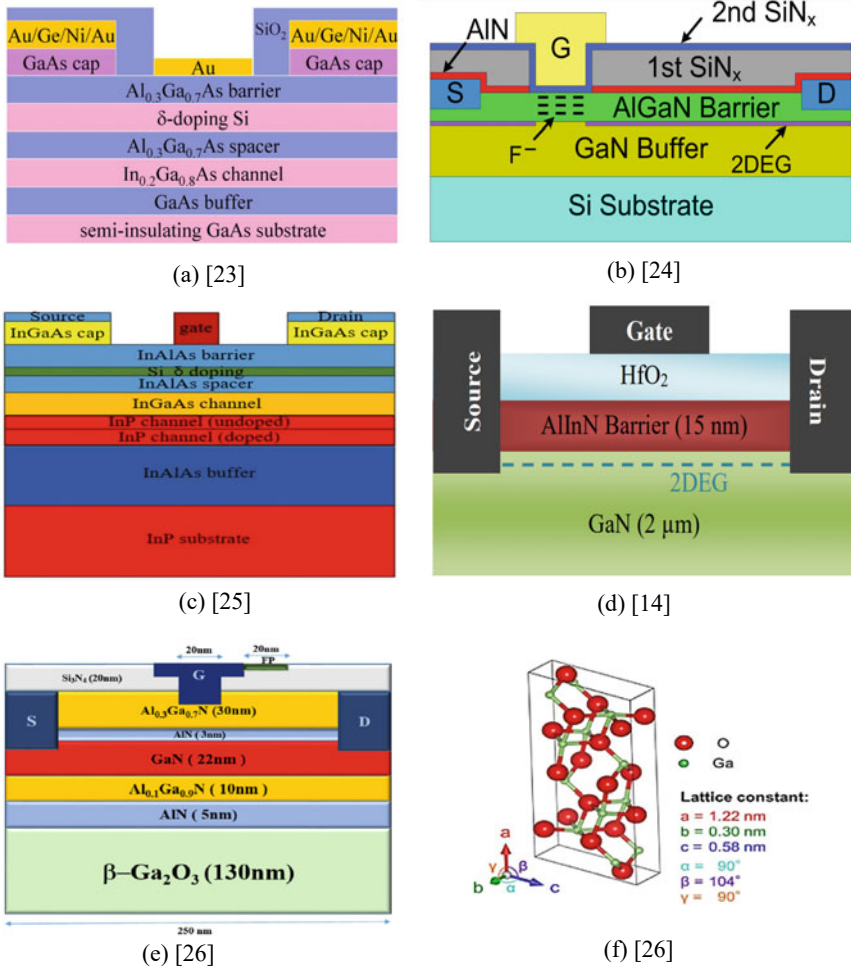 Au/Ge/Ni/Au
SiO₂
Au/Ge/Ni/Au
GaAs cap
Au
GaAs cap
Al₀.₃Ga₀.₇As barrier
δ-doping Si
Al₀.₃Ga₀.₇As spacer
In₀.₂Ga₀.₈As channel
GaAs buffer
semi-insulating GaAs substrate
(a) [23]
AlN
2nd SiNₓ
G
1st SiNₓ
S
D
AlGaN Barrier
F⁻
GaN Buffer
2DEG
Si Substrate
(b) [24]
Source
Drain
InGaAs cap
gate
InGaAs cap
InAlAs barrier
Si δ doping
InAlAs spacer
InGaAs channel
InP channel (undoped)
InP channel (doped)
InAlAs buffer
InP substrate
(c) [25]
Source
Gate
Drain
HfO₂
AlInN Barrier (15 nm)
2DEG
GaN (2 µm)
(d) [14]
20nm
20nm
FP
Si₃N₄ (20nm)
G
S
D
Al₀.₃Ga₀.₇N (30nm)
AlN ( 3nm)
GaN ( 22nm )
Al₀.₁Ga₀.₉N ( 10nm )
AlN ( 5nm)
β–Ga₂O₃ (130nm)
250 nm
(e) [26]
O
Ga
Lattice constant:
a = 1.22 nm
b = 0.30 nm
c = 0.58 nm
α = 90°
β = 104°
γ = 90°
a
γ
β
b
α
c
(f) [26]